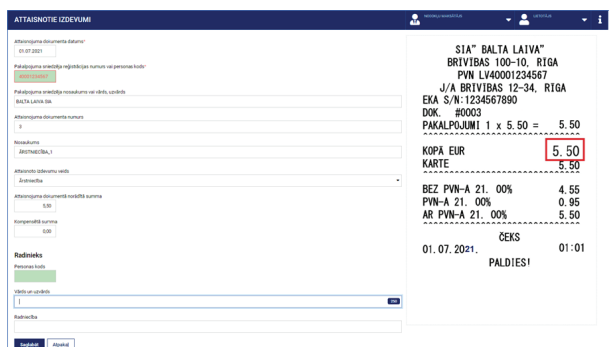 ATTAISNOTIE IZDEVUMI
NODOKĻU MAKSĀTĀJS
LIETOTĀJS
i
Attaisnojuma dokumenta datums*
01.07.2021
Pakalpojuma sniedzēja reģistrācijas numurs vai personas kods*
40001234567
Pakalpojuma sniedzēja nosaukums vai vārds, uzvārds
BALTA LAIVA SIA
Attaisnojuma dokumenta numurs
3
Nosaukums
ĀRSTNIECĪBA_1
Attaisnoto izdevumu veids
Ārstniecība
Attaisnojuma dokumentā norādītā summa
5,50
Kompensētā summa
0,00
Radinieks
Personas kods
Vārds un uzvārds
Radniecība
Saglabāt
Atpakaļ
SIA" BALTA LAIVA"
BRIVIBAS 100-10, RIGA
PVN LV40001234567
J/A BRIVIBAS 12-34, RIGA
EKA S/N:1234567890
DOK. #0003
PAKALPOJUMI 1 x 5.50 = 5.50
KOPĀ EUR 5.50
KARTE 5.50
BEZ PVN-A 21. 00% 4.55
PVN-A 21. 00% 0.95
AR PVN-A 21. 00% 5.50
ČEKS
01. 07. 2021. 01:01
PALDIES!